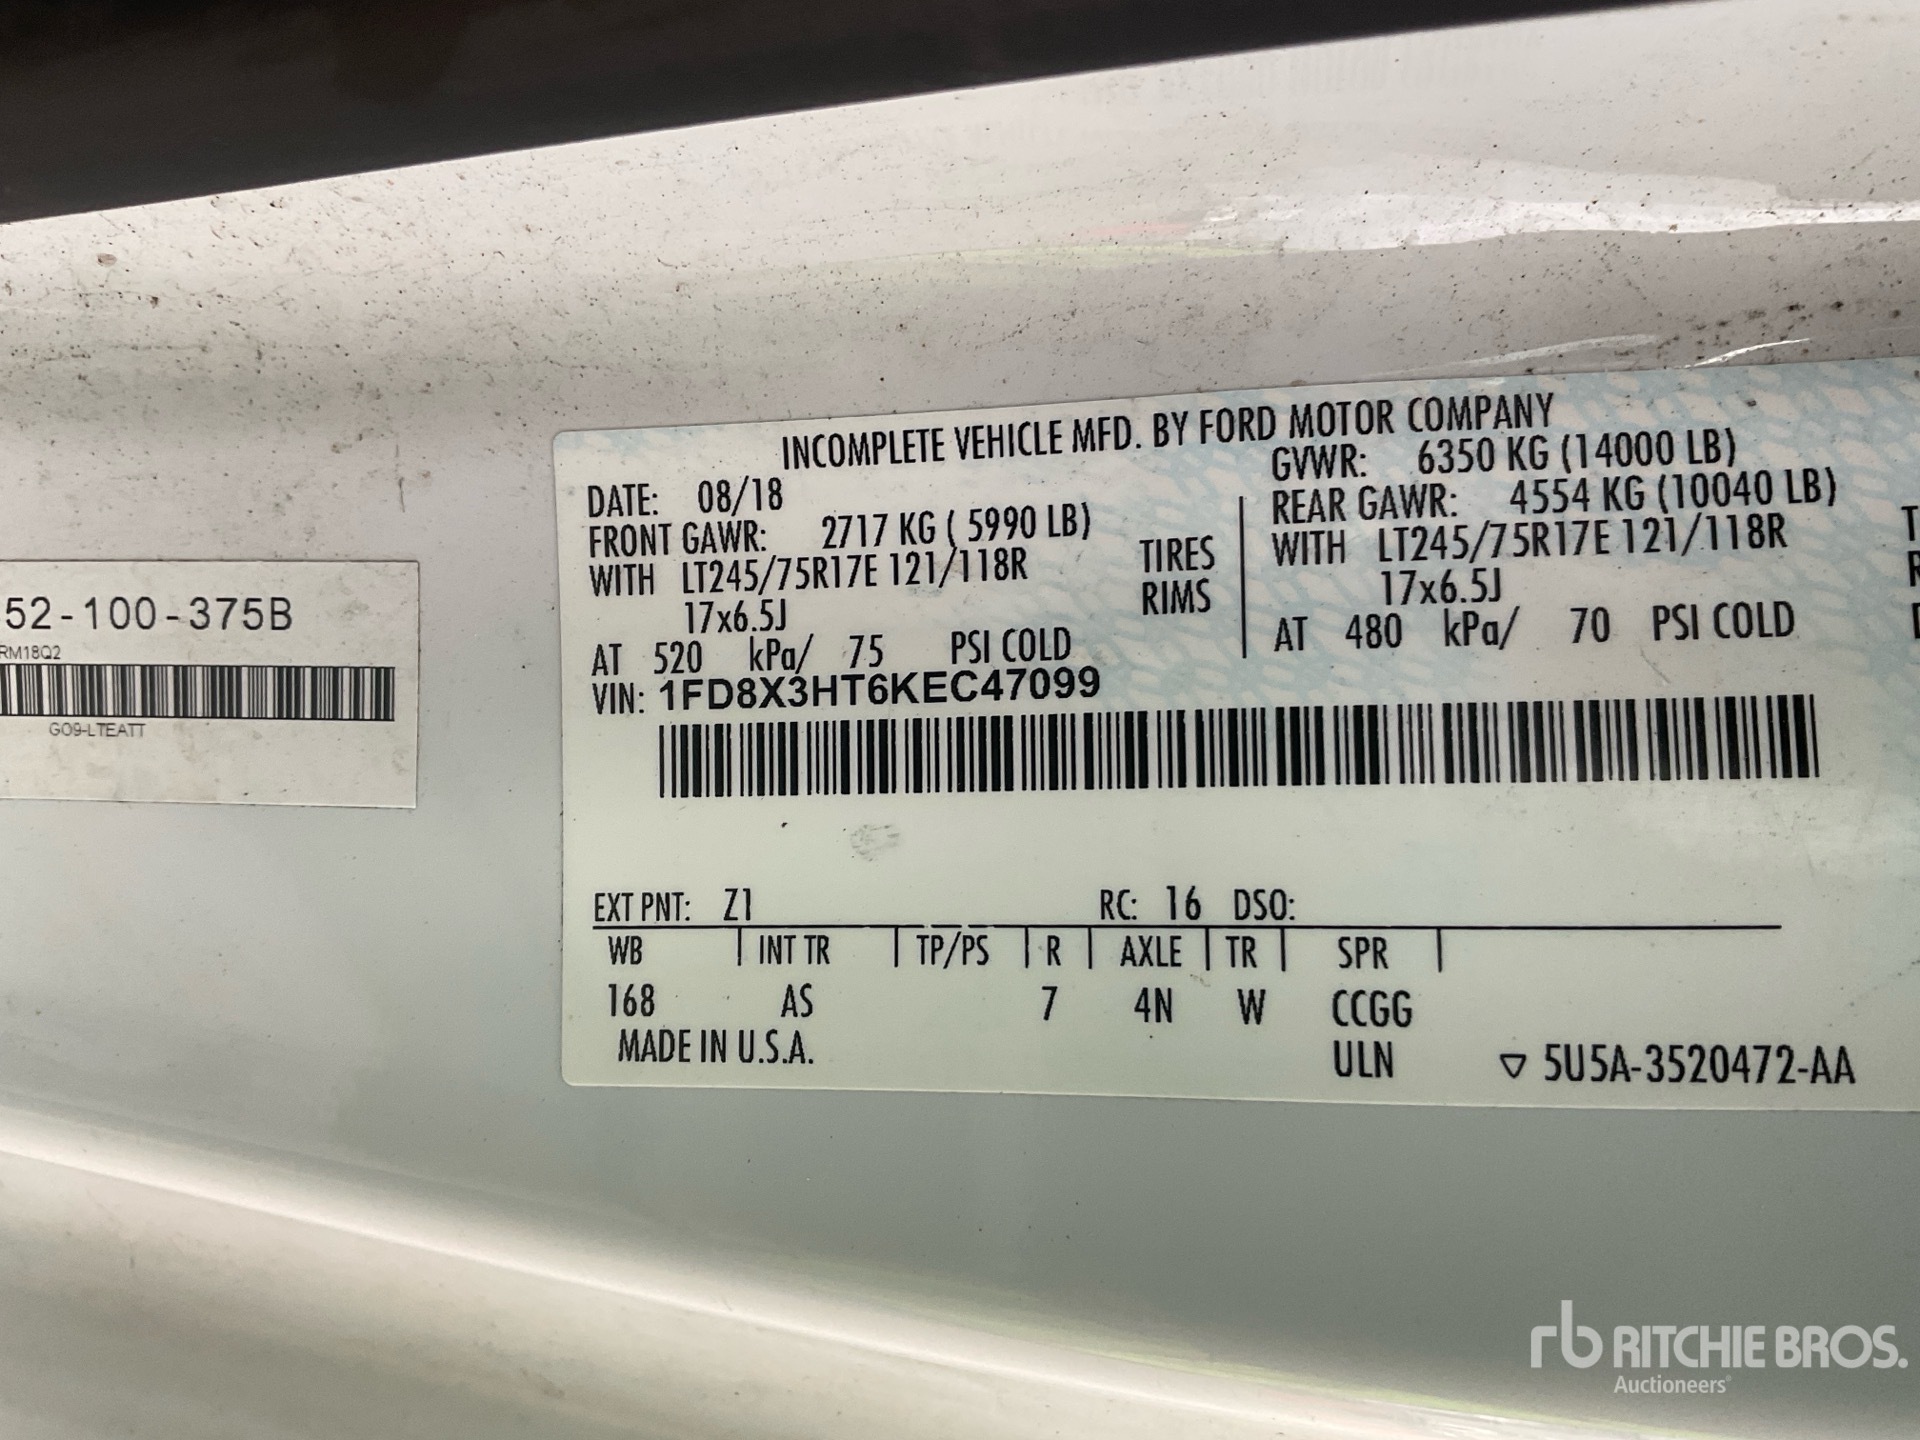 INCOMPLETE VEHICLE MFD. BY FORD MOTOR COMPANY
DATE: 08/18
GVWR: 6350 KG (14000 LB)
FRONT GAWR: 2717 KG ( 5990 LB)
REAR GAWR: 4554 KG (10040 LB)
WITH LT245/75R17E 121/118R
TIRES
WITH LT245/75R17E 121/118R
17x6.5J
RIMS
17x6.5J
AT 520 kPa/ 75 PSI COLD
AT 480 kPa/ 70 PSI COLD
VIN: 1FD8X3HT6KEC47099
EXT PNT: Z1 RC: 16 DSO:
WB INT TR TP/PS R AXLE TR SPR
168 AS 7 4N W CCGG
MADE IN U.S.A. ULN ▽ 5U5A-3520472-AA
52-100-375B
RM18Q2
GO9-LTEATT
rb RITCHIE BROS.
Auctioneers